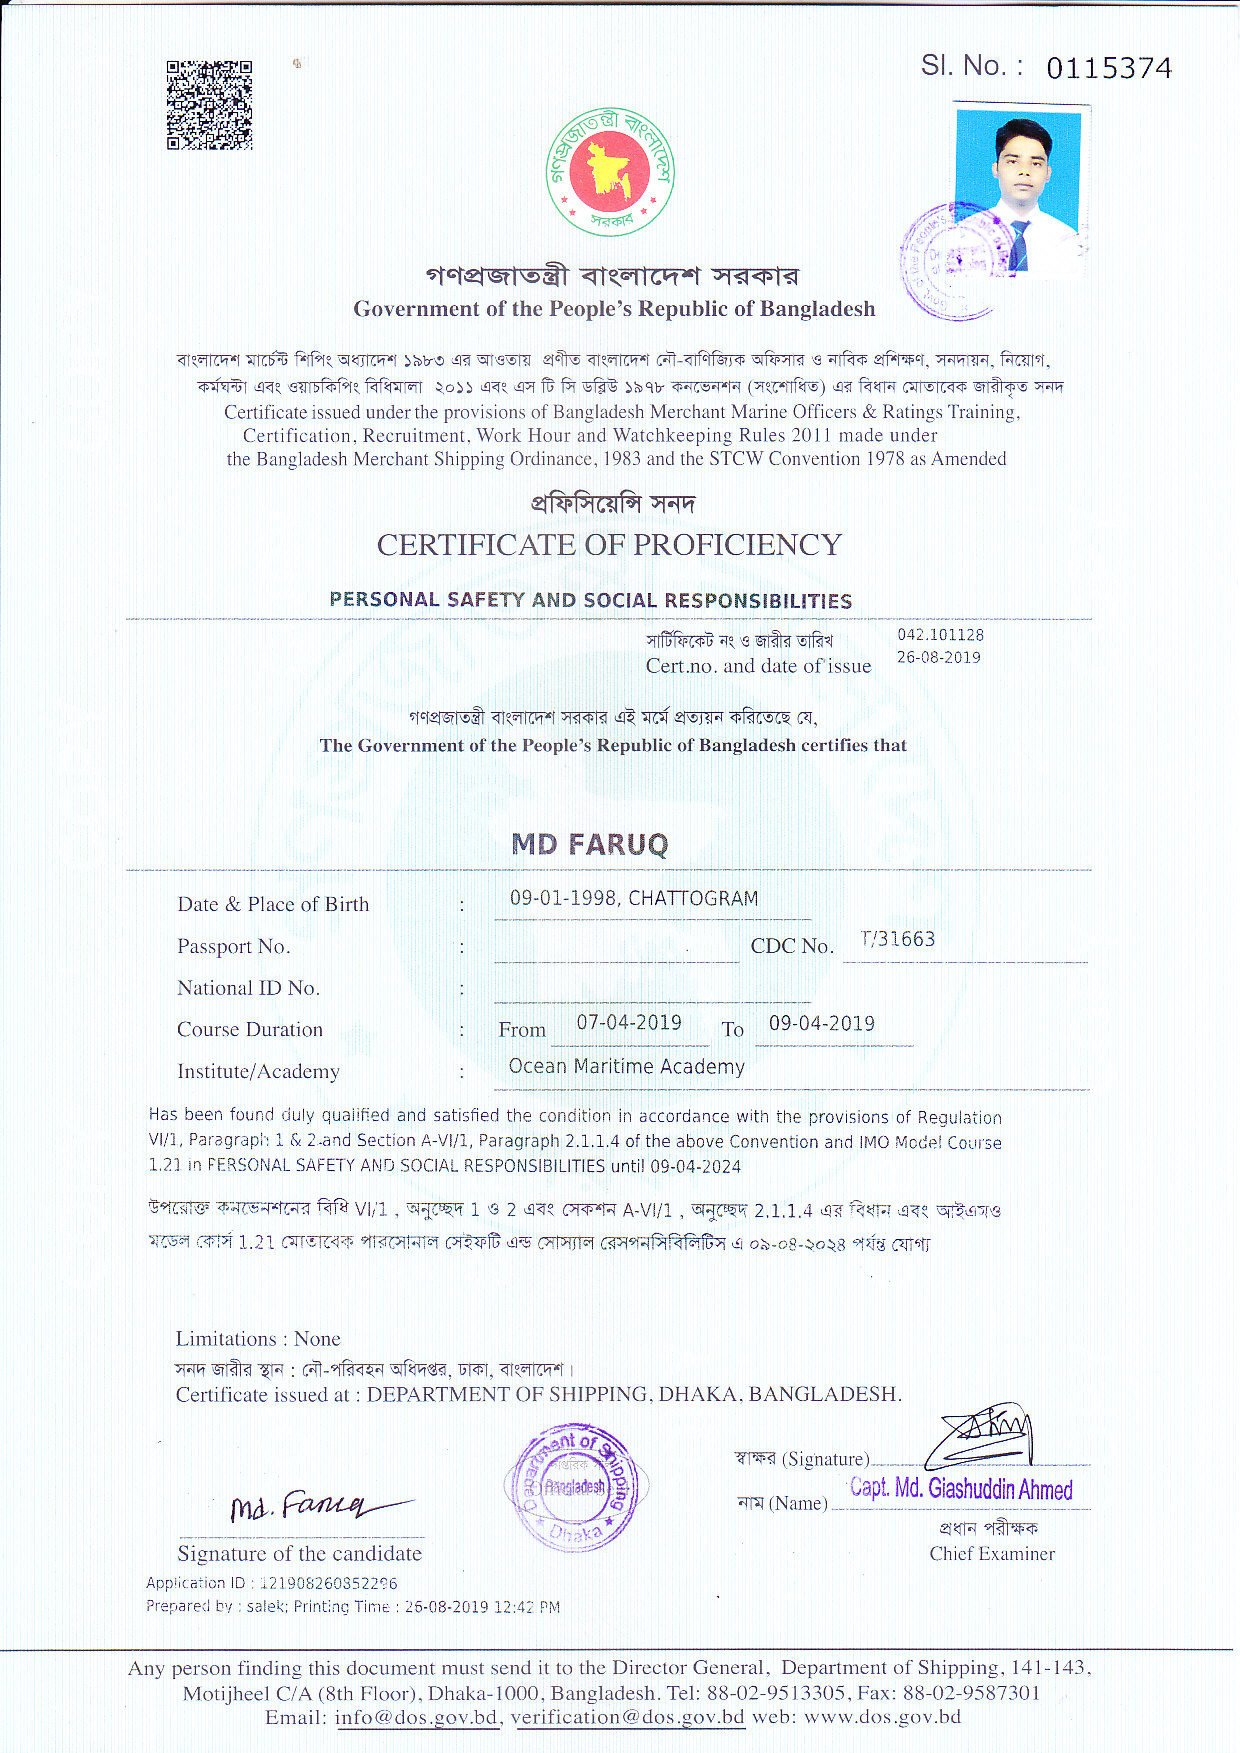 Sl. No. : 0115374
গণপ্রজাতন্ত্রী বাংলাদেশ
সরকার
গণপ্রজাতন্ত্রী বাংলাদেশ সরকার
Government of the People's Republic of Bangladesh
বাংলাদেশ মার্চেন্ট শিপিং অধ্যাদেশ ১৯৮৩ এর আওতায় প্রণীত বাংলাদেশ নৌ-বাণিজ্যিক অফিসার ও নাবিক প্রশিক্ষণ, সনদায়ন, নিয়োগ,
কর্মঘন্টা এবং ওয়াচকিপিং বিধিমালা ২০১১ এবং এস টি সি ডব্লিউ ১৯৭৮ কনভেনশন (সংশোধিত) এর বিধান মোতাবেক জারীকৃত সনদ
Certificate issued under the provisions of Bangladesh Merchant Marine Officers & Ratings Training,
Certification, Recruitment, Work Hour and Watchkeeping Rules 2011 made under
the Bangladesh Merchant Shipping Ordinance, 1983 and the STCW Convention 1978 as Amended
প্রফিসিয়েন্সি সনদ
CERTIFICATE OF PROFICIENCY
PERSONAL SAFETY AND SOCIAL RESPONSIBILITIES
সার্টিফিকেট নং ও জারীর তারিখ 042.101128
Cert.no. and date of issue 26-08-2019
গণপ্রজাতন্ত্রী বাংলাদেশ সরকার এই মর্মে প্রত্যয়ন করিতেছে যে,
The Government of the People's Republic of Bangladesh certifies that
MD FARUQ
Date & Place of Birth : 09-01-1998, CHATTOGRAM
Passport No. : CDC No. T/31663
National ID No. :
Course Duration : From 07-04-2019 To 09-04-2019
Institute/Academy : Ocean Maritime Academy
Has been found duly qualified and satisfied the condition in accordance with the provisions of Regulation
VI/1, Paragraph 1 & 2 and Section A-VI/1, Paragraph 2.1.1.4 of the above Convention and IMO Model Course
1.21 in PERSONAL SAFETY AND SOCIAL RESPONSIBILITIES until 09-04-2024
উপরোক্ত কনভেনশনের বিধি VI/1 , অনুচ্ছেদ 1 ও 2 এবং সেকশন A-VI/1 , অনুচ্ছেদ 2.1.1.4 এর বিধান এবং আইএমও
মডেল কোর্স 1.21 মোতাবেক পারসোনাল সেইফটি এন্ড সোস্যাল রেসপনসিবিলিটিস এ ০৯-০৪-২০২৪ পর্যন্ত যোগ্য
Limitations : None
সনদ জারীর স্থান : নৌ-পরিবহন অধিদপ্তর, ঢাকা, বাংলাদেশ।
Certificate issued at : DEPARTMENT OF SHIPPING, DHAKA, BANGLADESH.
Department of Shipping
Bangladesh
Dhaka
স্বাক্ষর (Signature)
Capt. Md. Giashuddin Ahmed
নাম (Name)
Md. Faruq
প্রধান পরীক্ষক
Signature of the candidate Chief Examiner
Application ID : 121908260352296
Prepared by : salek; Printing Time : 26-08-2019 12:42 PM
Any person finding this document must send it to the Director General, Department of Shipping, 141-143,
Motijheel C/A (8th Floor), Dhaka-1000, Bangladesh. Tel: 88-02-9513305, Fax: 88-02-9587301
Email: info@dos.gov.bd, verification@dos.gov.bd web: www.dos.gov.bd